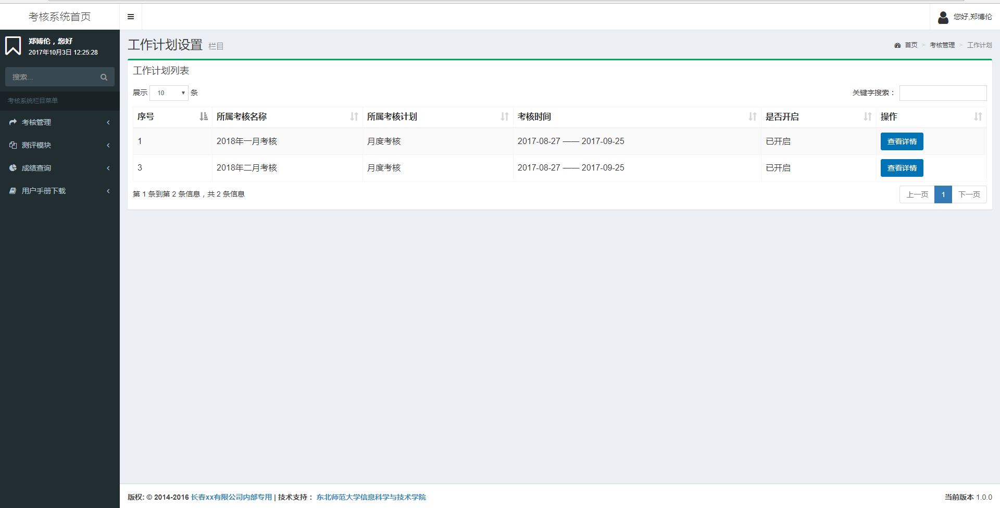 考核系统首页
您好,郑博伦
郑博伦，您好
2017年10月3日 12:25:28
搜索...
考核系统栏目菜单
考核管理
测评模块
成绩查询
用户手册下载
工作计划设置 栏目
首页 > 考核管理 > 工作计划
工作计划列表
展示 10 条
关键字搜索：
序号 所属考核名称 所属考核计划 考核时间 是否开启 操作
1 2018年一月考核 月度考核 2017-08-27 —— 2017-09-25 已开启 查看详情
3 2018年二月考核 月度考核 2017-08-27 —— 2017-09-25 已开启 查看详情
第 1 条到第 2 条信息，共 2 条信息
上一页 1 下一页
版权: © 2014-2016 长春xx有限公司内部专用 | 技术支持： 东北师范大学信息科学与技术学院
当前版本 1.0.0